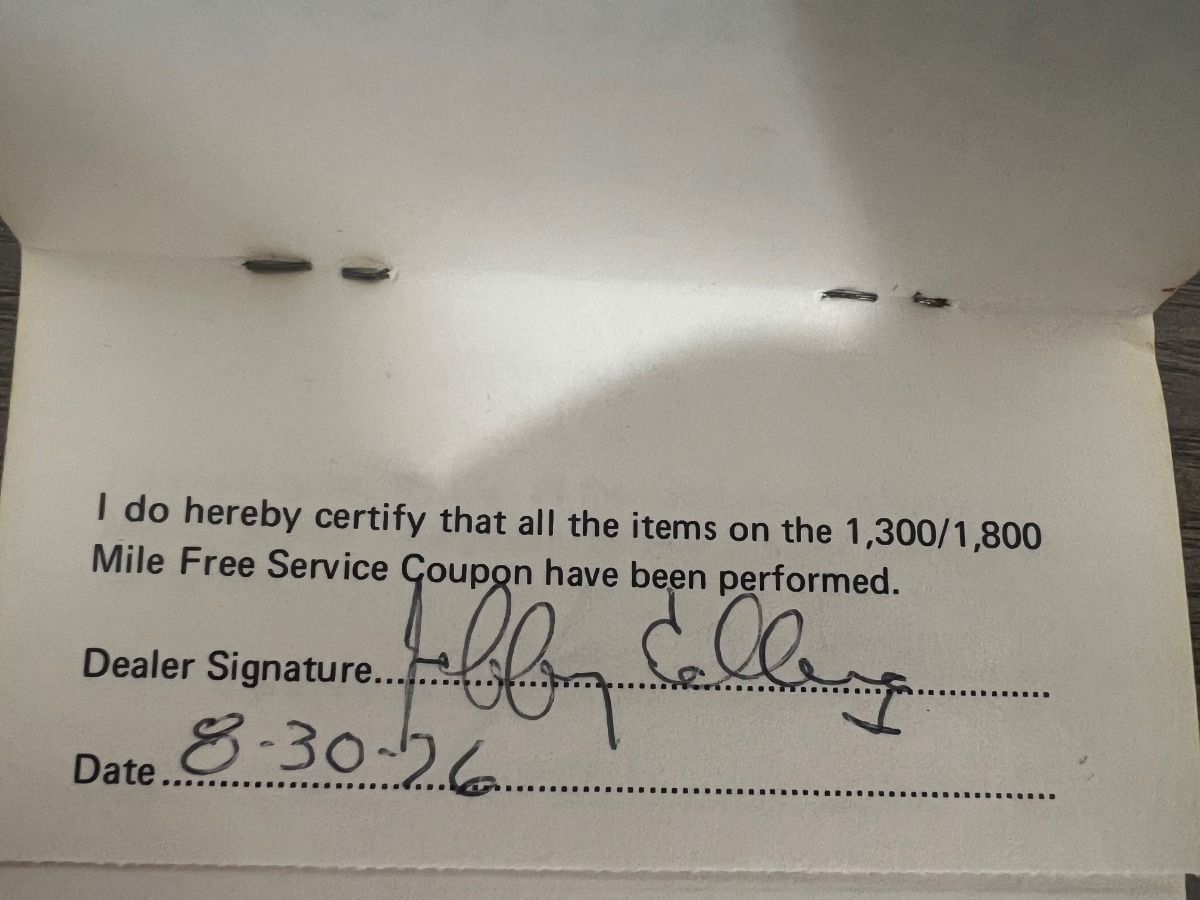 I do hereby certify that all the items on the 1,300/1,800
Mile Free Service Coupon have been performed.
Dealer Signature
Date 8-30-76